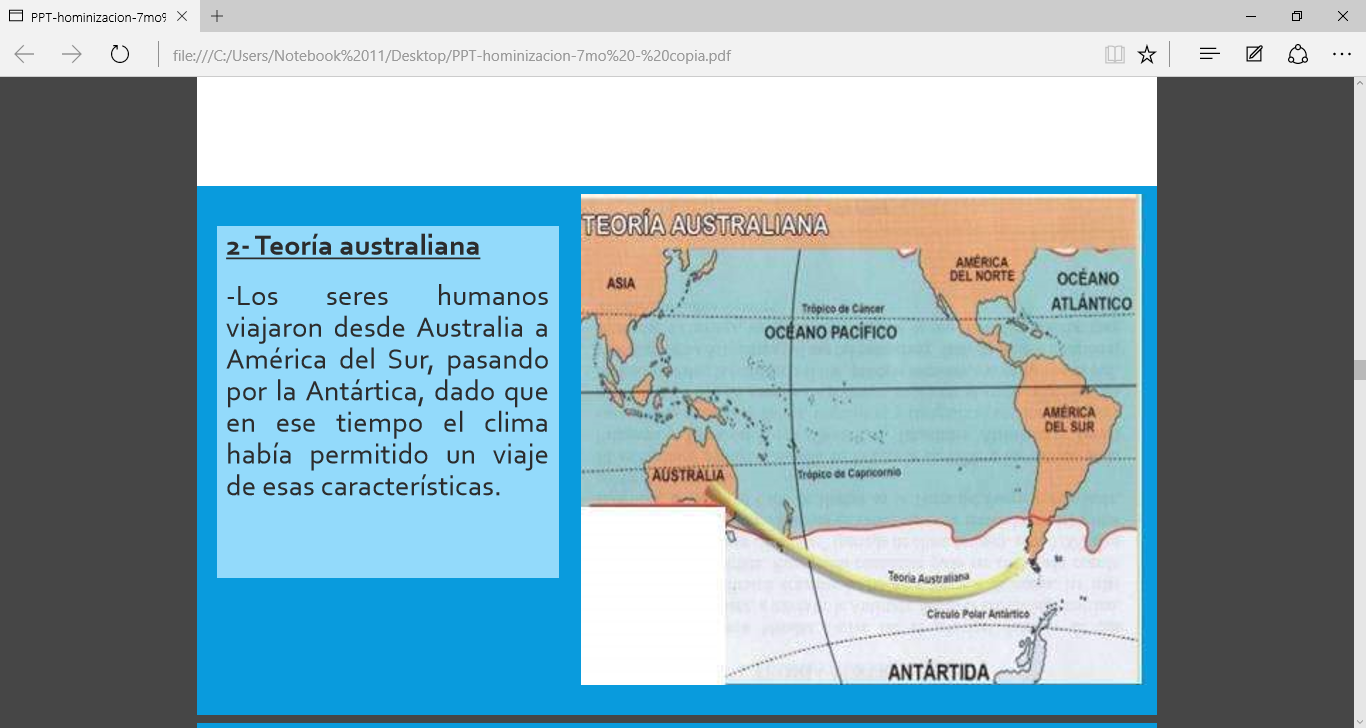 PPT-hominizacion-7mo%
file:///C:/Users/Notebook%2011/Desktop/PPT-hominizacion-7mo%20-%20copia.pdf
2- Teoría australiana
-Los seres humanos
viajaron desde Australia a
América del Sur, pasando
por la Antártica, dado que
en ese tiempo el clima
había permitido un viaje
de esas características.
TEORÍA AUSTRALIANA
ASIA
AMÉRICA
DEL NORTE
OCÉANO
ATLÁNTICO
Trópico de Cáncer
OCÉANO PACÍFICO
AMÉRICA
DEL SUR
AUSTRALIA
Trópico de Capricornio
Teoría Australiana
Círculo Polar Antártico
ANTÁRTIDA